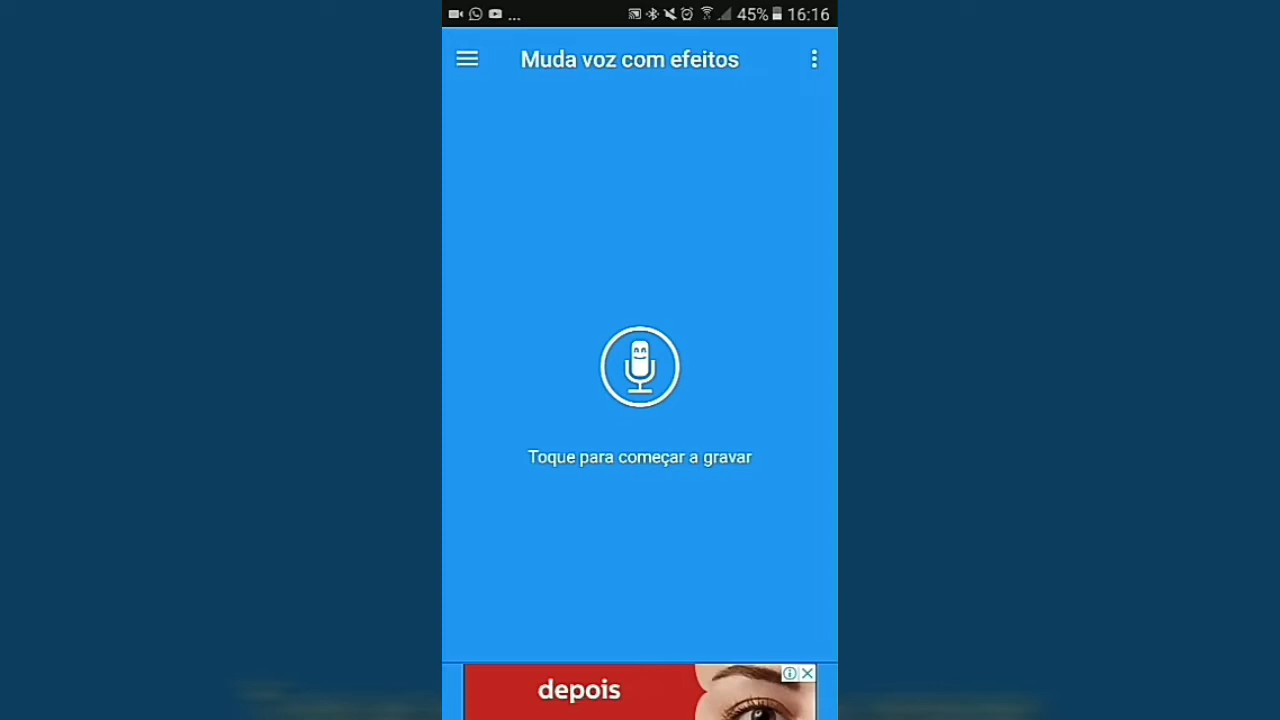 ... 45% 16:16
Muda voz com efeitos
Toque para começar a gravar
depois